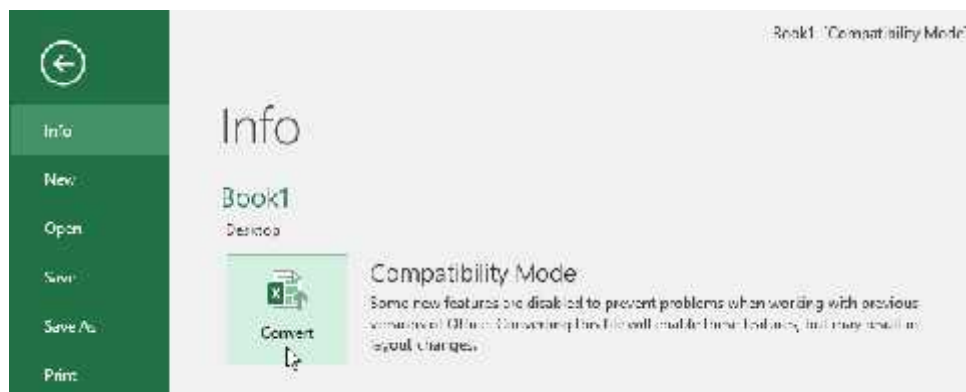 Book1 [Compatibility Mode]
Info
Info
New
Book1
Open
Desktop
Save
Compatibility Mode
Some new features are disabled to prevent problems when working with previous
Convert
versions of Office. Converting this file will enable these features, but may result in
Save As
layout changes.
Print